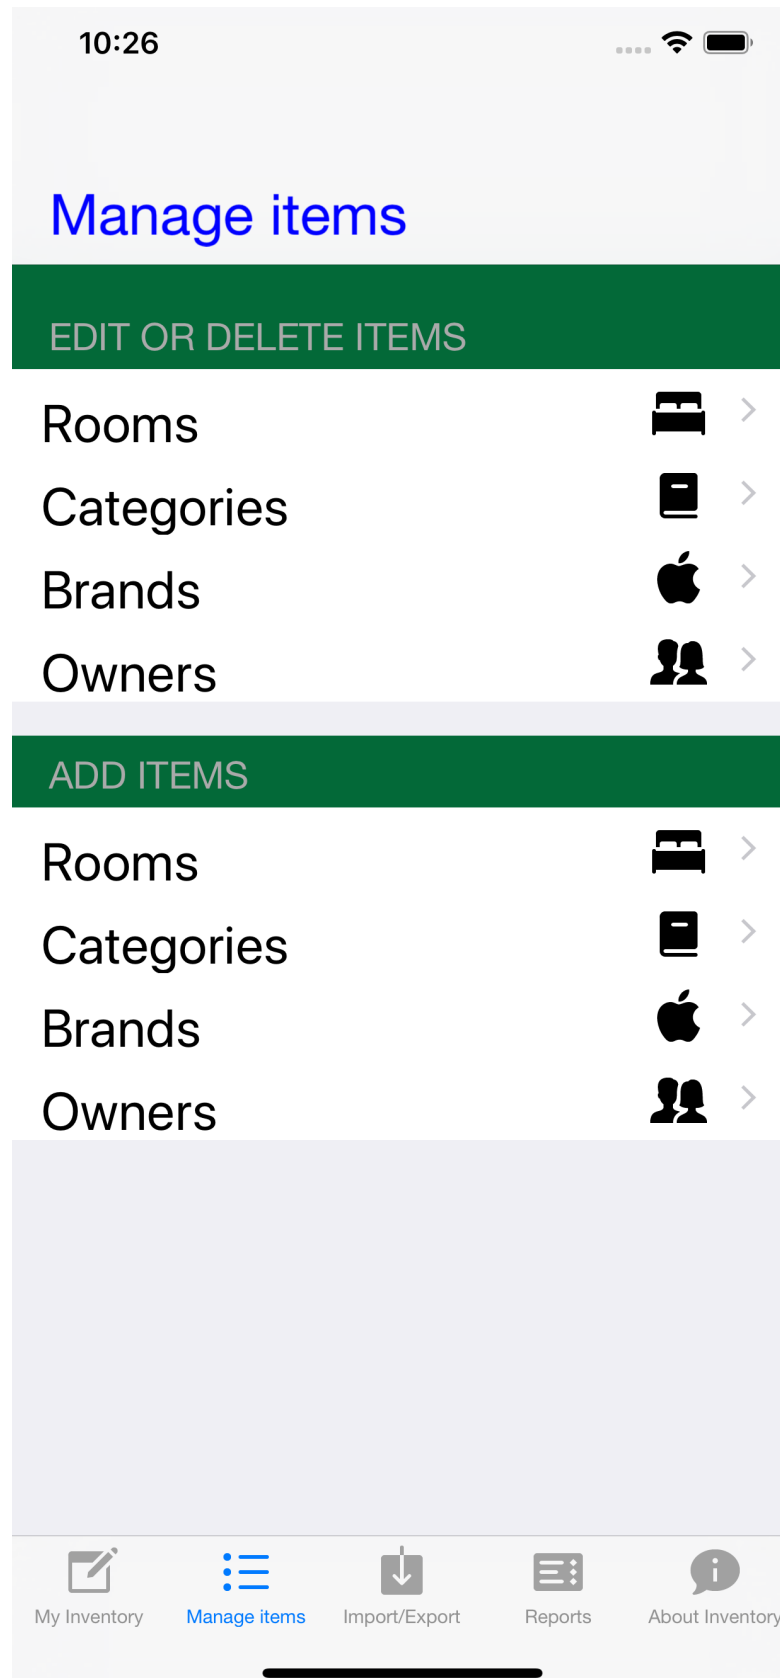 10:26
Manage items
EDIT OR DELETE ITEMS
Rooms
Categories
Brands
Owners
ADD ITEMS
Rooms
Categories
Brands
Owners
My Inventory Manage items Import/Export Reports About Inventory